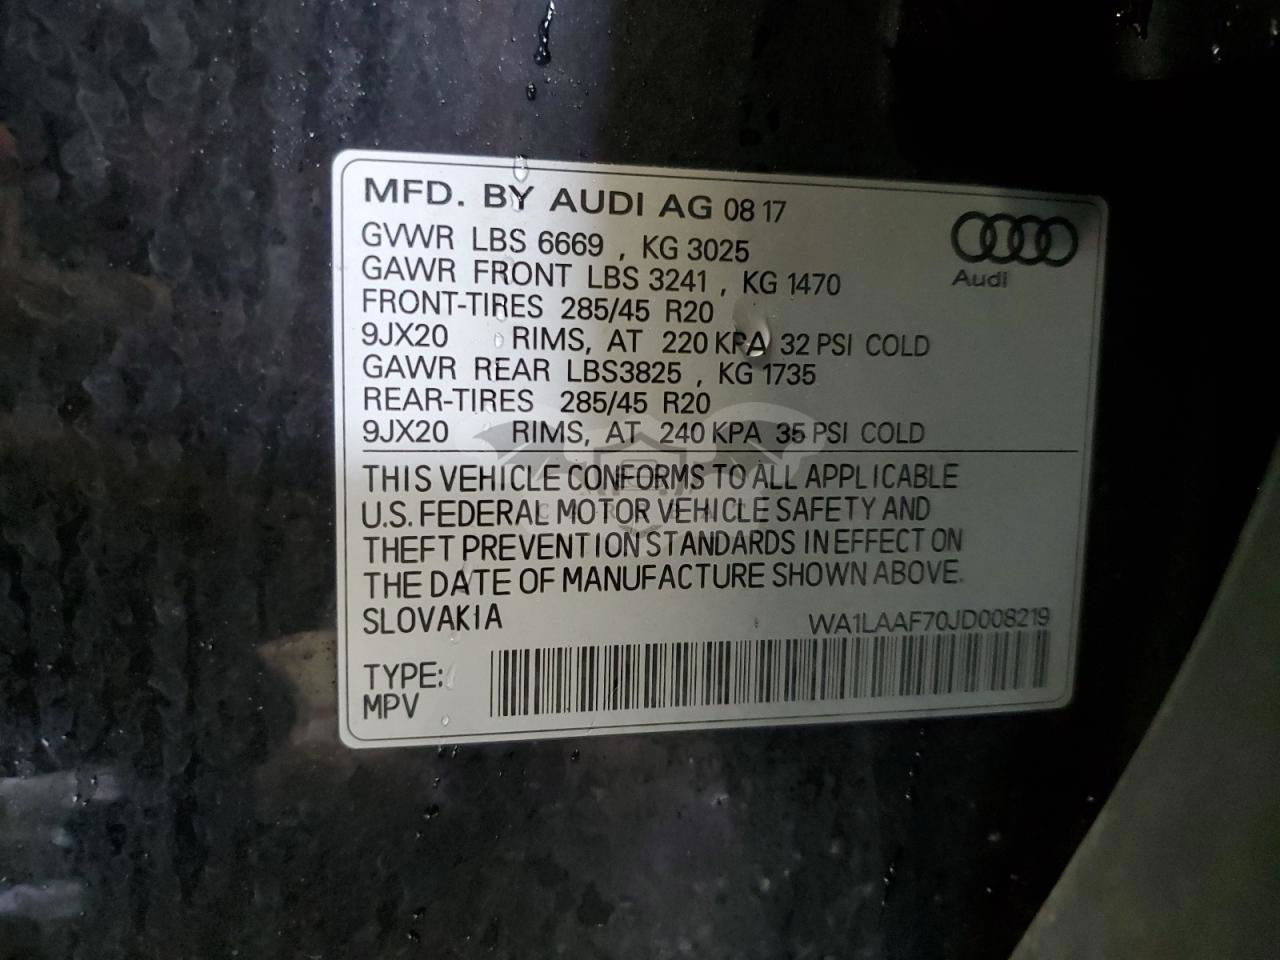 MFD. BY AUDI AG 08 17
GVWR LBS 6669 , KG 3025
GAWR FRONT LBS 3241 , KG 1470
FRONT-TIRES 285/45 R20
9JX20 RIMS, AT 220 KPA 32 PSI COLD
GAWR REAR LBS3825 , KG 1735
REAR-TIRES 285/45 R20
9JX20 RIMS, AT 240 KPA 35 PSI COLD
Audi
THIS VEHICLE CONFORMS TO ALL APPLICABLE
U.S. FEDERAL MOTOR VEHICLE SAFETY AND
THEFT PREVENTION STANDARDS IN EFFECT ON
THE DATE OF MANUFACTURE SHOWN ABOVE.
SLOVAKIA
WA1LAAF70JD008219
TYPE:
MPV